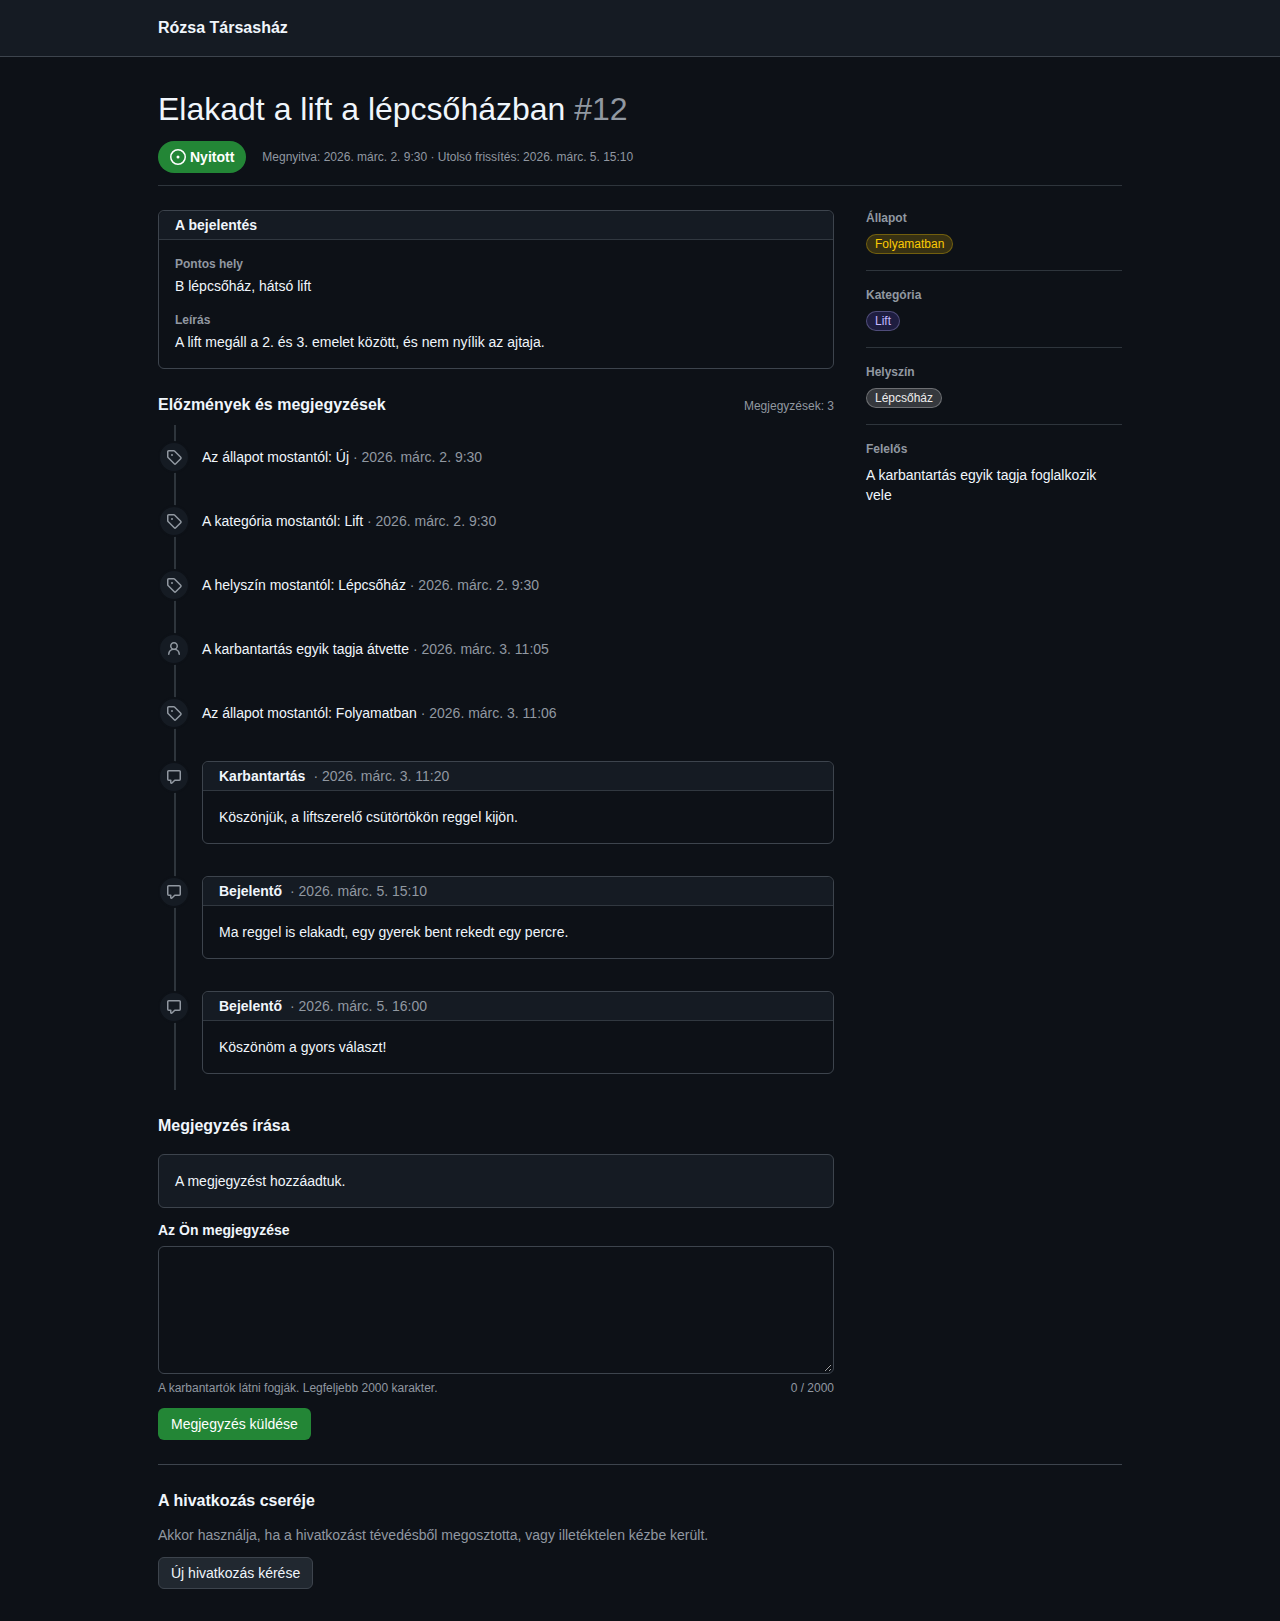 Rózsa Társasház
Elakadt a lift a lépcsőházban #12
Nyitott
Megnyitva: 2026. márc. 2. 9:30 · Utolsó frissítés: 2026. márc. 5. 15:10
A bejelentés
Pontos hely
B lépcsőház, hátsó lift
Leírás
A lift megáll a 2. és 3. emelet között, és nem nyílik az ajtaja.
Állapot
Folyamatban
Kategória
Lift
Helyszín
Lépcsőház
Felelős
A karbantartás egyik tagja foglalkozik
vele
Előzmények és megjegyzések
Megjegyzések: 3
Az állapot mostantól: Új · 2026. márc. 2. 9:30
A kategória mostantól: Lift · 2026. márc. 2. 9:30
A helyszín mostantól: Lépcsőház · 2026. márc. 2. 9:30
A karbantartás egyik tagja átvette · 2026. márc. 3. 11:05
Az állapot mostantól: Folyamatban · 2026. márc. 3. 11:06
Karbantartás · 2026. márc. 3. 11:20
Köszönjük, a liftszerelő csütörtökön reggel kijön.
Bejelentő · 2026. márc. 5. 15:10
Ma reggel is elakadt, egy gyerek bent rekedt egy percre.
Bejelentő · 2026. márc. 5. 16:00
Köszönöm a gyors választ!
Megjegyzés írása
A megjegyzést hozzáadtuk.
Az Ön megjegyzése
A karbantartók látni fogják. Legfeljebb 2000 karakter.
0 / 2000
Megjegyzés küldése
A hivatkozás cseréje
Akkor használja, ha a hivatkozást tévedésből megosztotta, vagy illetéktelen kézbe került.
Új hivatkozás kérése